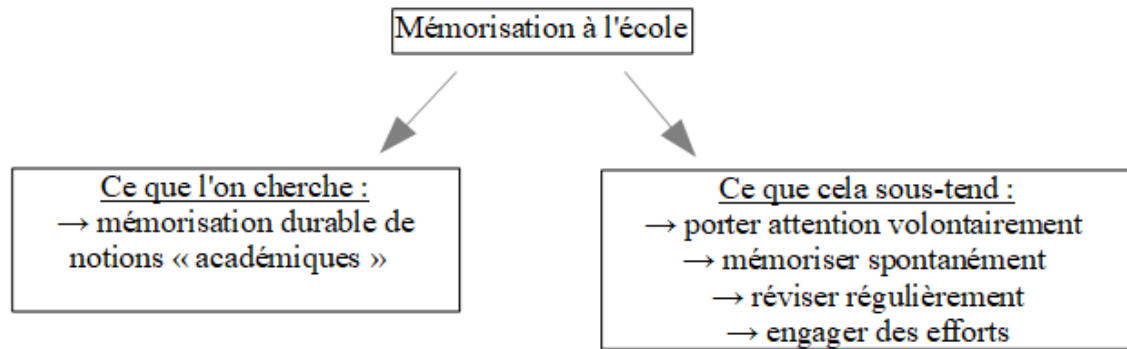 Mémorisation à l'école
Ce que l'on cherche :
→ mémorisation durable de
notions « académiques »
Ce que cela sous-tend :
→ porter attention volontairement
→ mémoriser spontanément
→ réviser régulièrement
→ engager des efforts